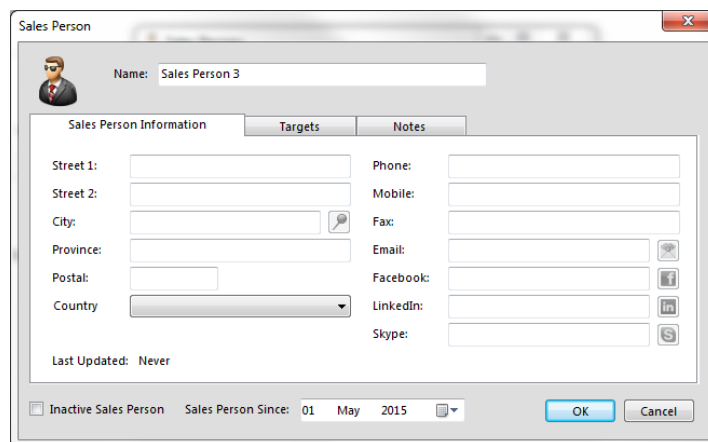 Sales Person
Name: Sales Person 3
Sales Person Information Targets Notes
Street 1: Phone:
Street 2: Mobile:
City: Fax:
Province: Email:
Postal: Facebook:
Country LinkedIn:
Skype:
Last Updated: Never
Inactive Sales Person Sales Person Since: 01 May 2015 OK Cancel